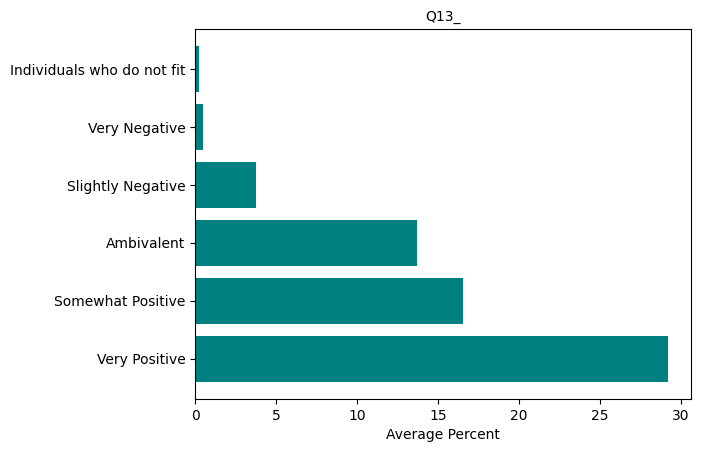 Q13_
Individuals who do not fit
Very Negative
Slightly Negative
Ambivalent
Somewhat Positive
Very Positive
0 5 10 15 20 25 30
Average Percent